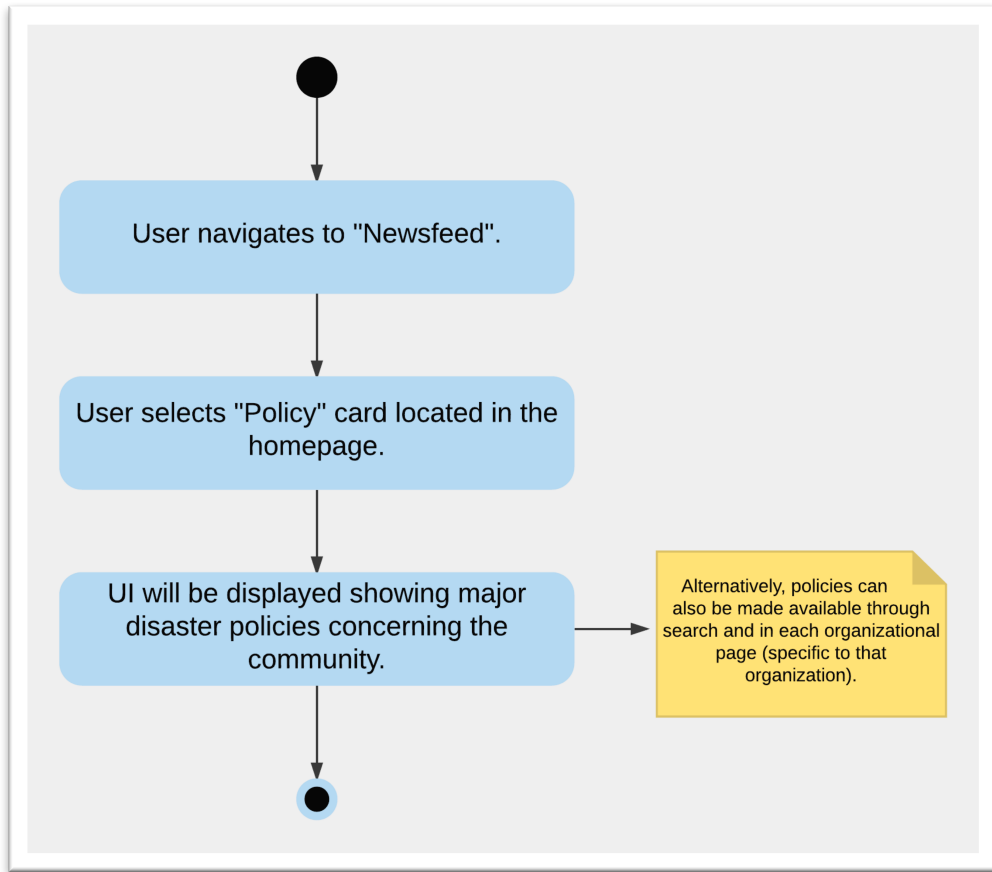 User navigates to "Newsfeed".
User selects "Policy" card located in the
homepage.
UI will be displayed showing major
disaster policies concerning the
community.
Alternatively, policies can
also be made available through
search and in each organizational
page (specific to that
organization).